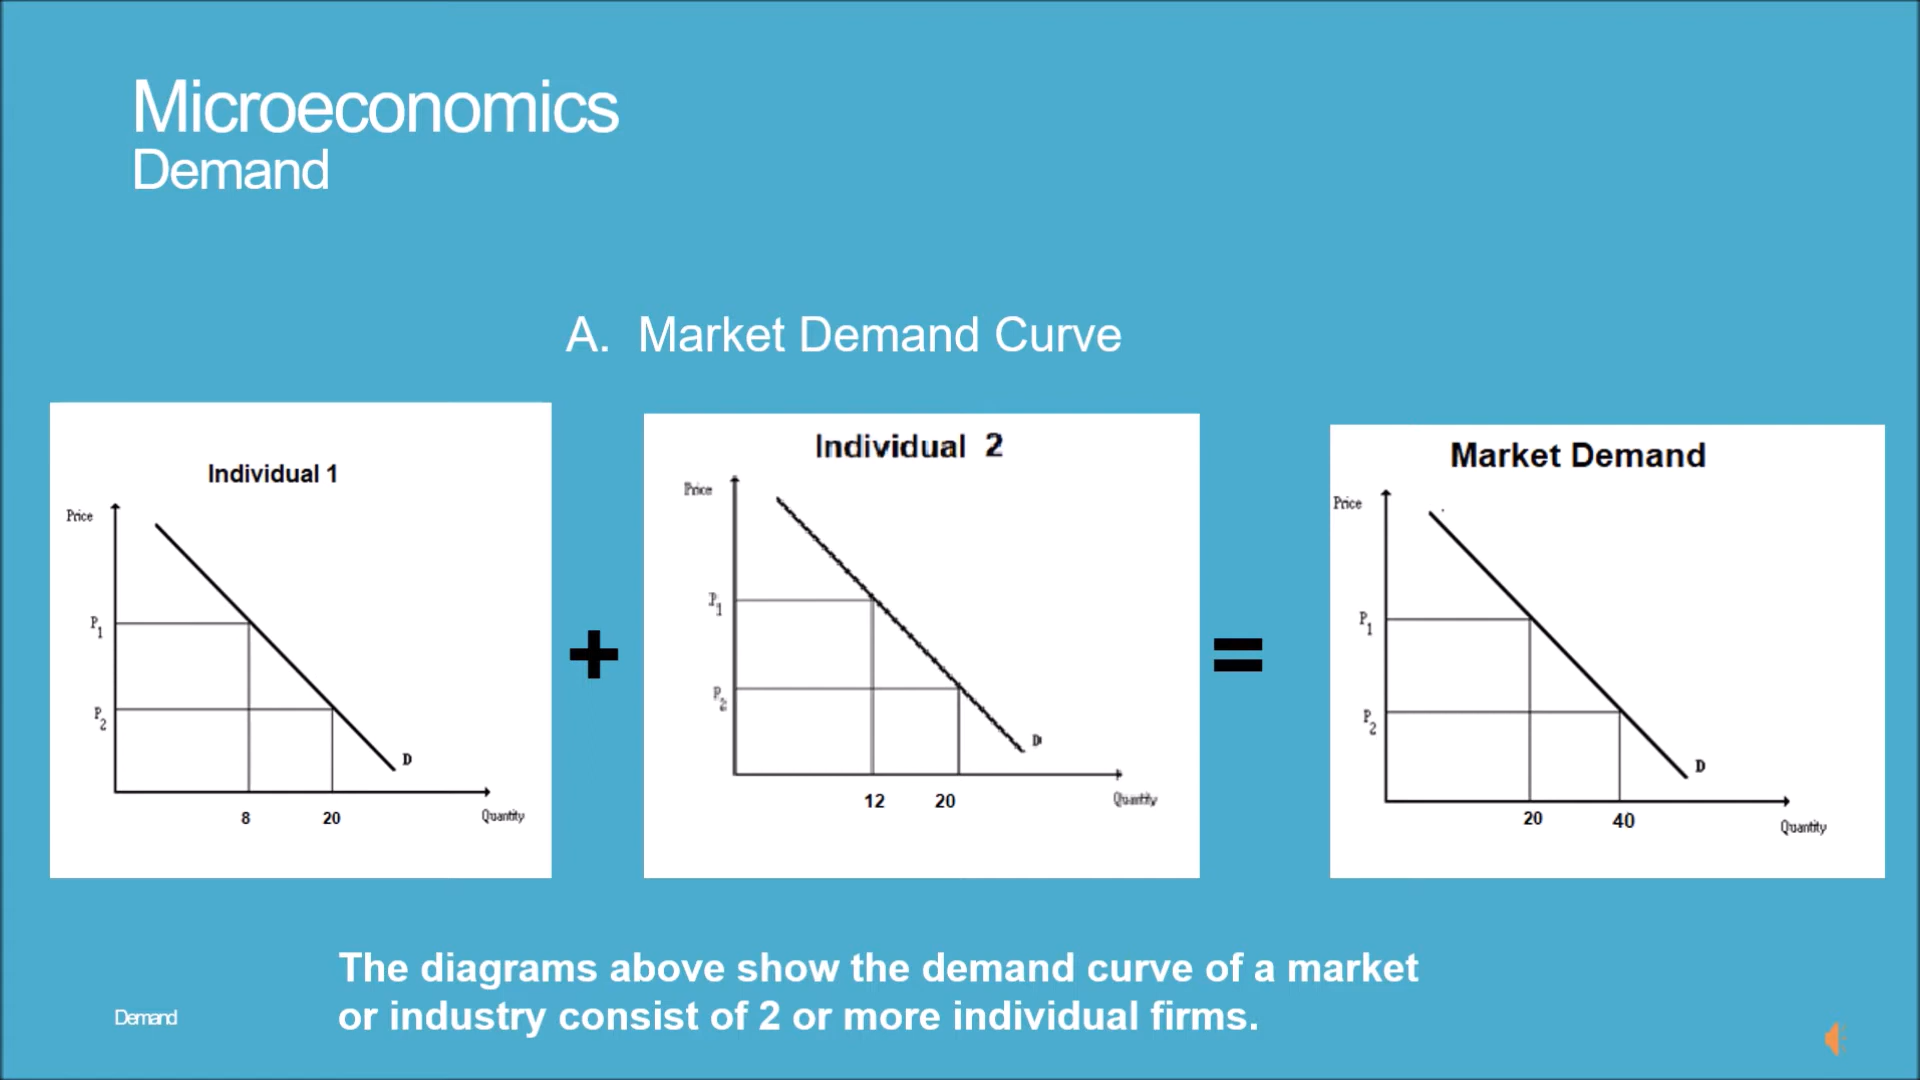 Microeconomics
Demand
A. Market Demand Curve
Individual 1
Price
P1
P2
D
8 20
Quantity
Individual 2
Price
P1
P2
D
12 20
Quantity
+
=
Market Demand
Price
P1
P2
D
20 40
Quantity
The diagrams above show the demand curve of a market
or industry consist of 2 or more individual firms.
Demand